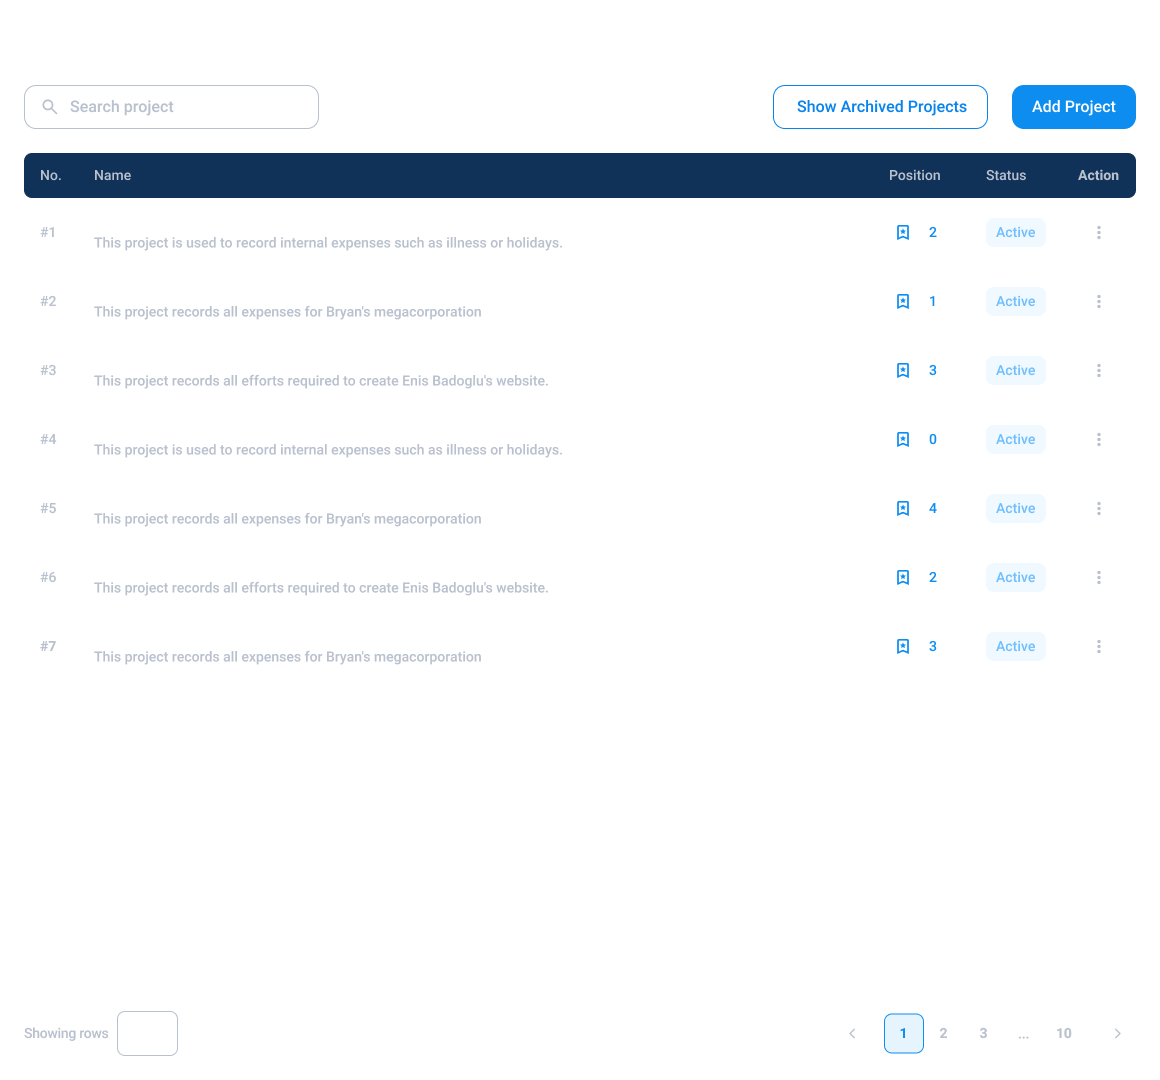 Search project
Show Archived Projects
Add Project
No. Name Position Status Action
#1 2 Active
This project is used to record internal expenses such as illness or holidays.
#2 1 Active
This project records all expenses for Bryan's megacorporation
#3 3 Active
This project records all efforts required to create Enis Badoglu's website.
#4 0 Active
This project is used to record internal expenses such as illness or holidays.
#5 4 Active
This project records all expenses for Bryan's megacorporation
#6 2 Active
This project records all efforts required to create Enis Badoglu's website.
#7 3 Active
This project records all expenses for Bryan's megacorporation
Showing rows
1 2 3 ... 10